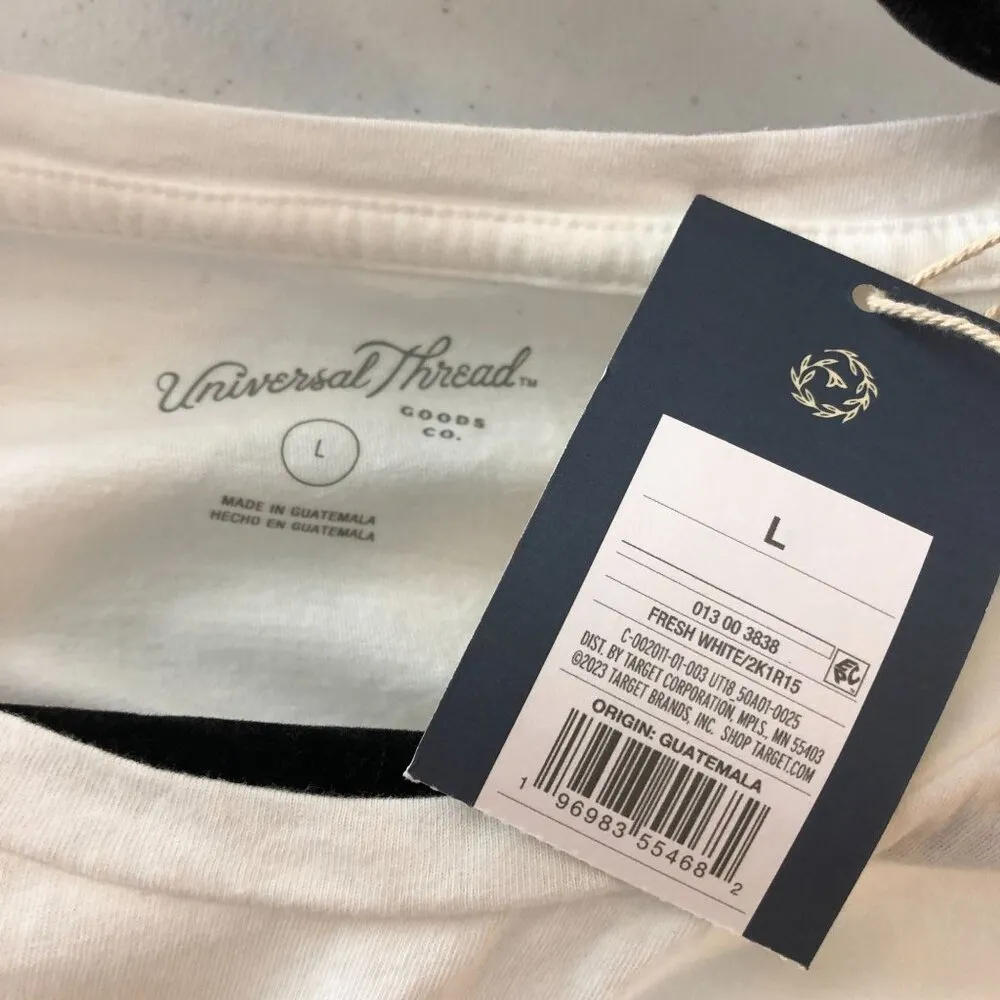 Universal Thread™
GOODS
CO.
L
MADE IN GUATEMALA
HECHO EN GUATEMALA
L
013 00 3838
FRESH WHITE/2K1R15
C-002011-01-003 UT18_50A01-0025
DIST. BY TARGET CORPORATION, MPLS, MN 55403
©2023 TARGET BRANDS, INC. SHOP TARGET.COM
ORIGIN: GUATEMALA
1 96983 55468 2